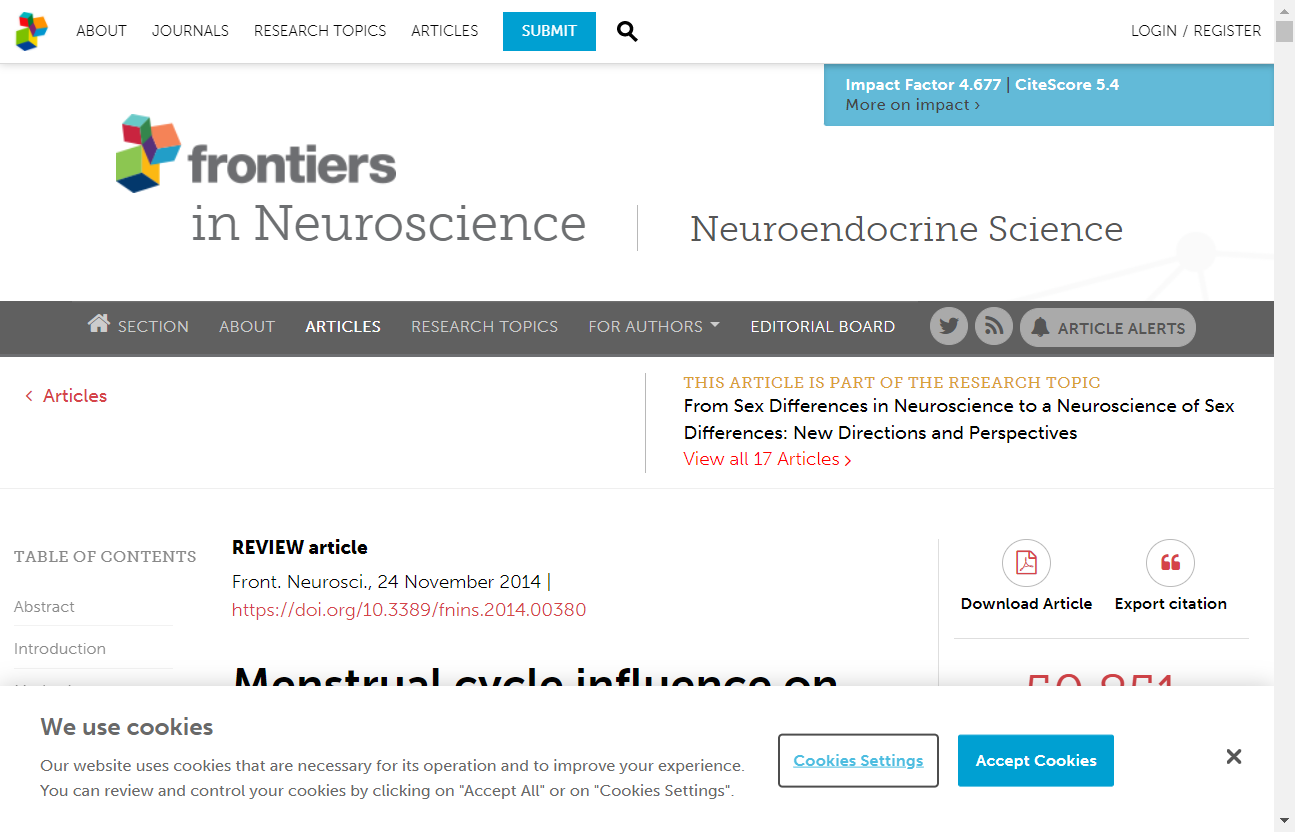 ABOUT JOURNALS RESEARCH TOPICS ARTICLES SUBMIT LOGIN / REGISTER
Impact Factor 4.677 | CiteScore 5.4
More on impact ›
frontiers
in Neuroscience
Neuroendocrine Science
SECTION ABOUT ARTICLES RESEARCH TOPICS FOR AUTHORS EDITORIAL BOARD ARTICLE ALERTS
‹ Articles
THIS ARTICLE IS PART OF THE RESEARCH TOPIC
From Sex Differences in Neuroscience to a Neuroscience of Sex
Differences: New Directions and Perspectives
View all 17 Articles ›
TABLE OF CONTENTS
Abstract
Introduction
REVIEW article
Front. Neurosci., 24 November 2014 |
https://doi.org/10.3389/fnins.2014.00380
Menstrual cycle influence on
Download Article
Export citation
We use cookies
Our website uses cookies that are necessary for its operation and to improve your experience.
You can review and control your cookies by clicking on "Accept All" or on "Cookies Settings".
Cookies Settings
Accept Cookies